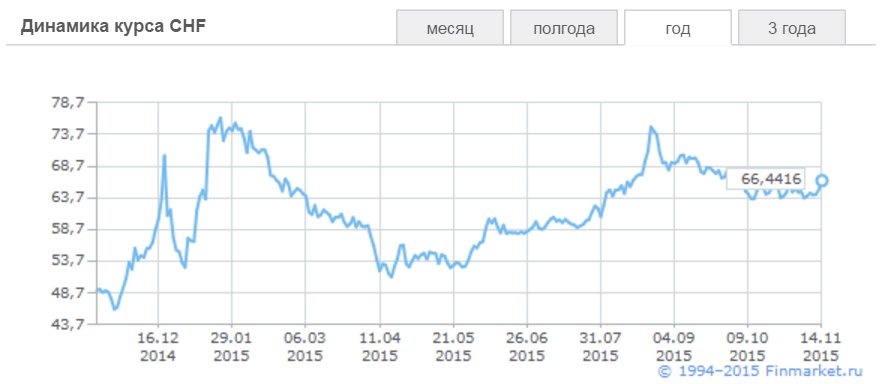 Динамика курса CHF
месяц
полгода
год
3 года
78,7
73,7
68,7
63,7
58,7
53,7
48,7
43,7
66,4416
16.12 29.01 06.03 11.04 21.05 26.06 31.07 04.09 09.10 14.11
2014 2015 2015 2015 2015 2015 2015 2015 2015 2015
© 1994-2015 Finmarket.ru